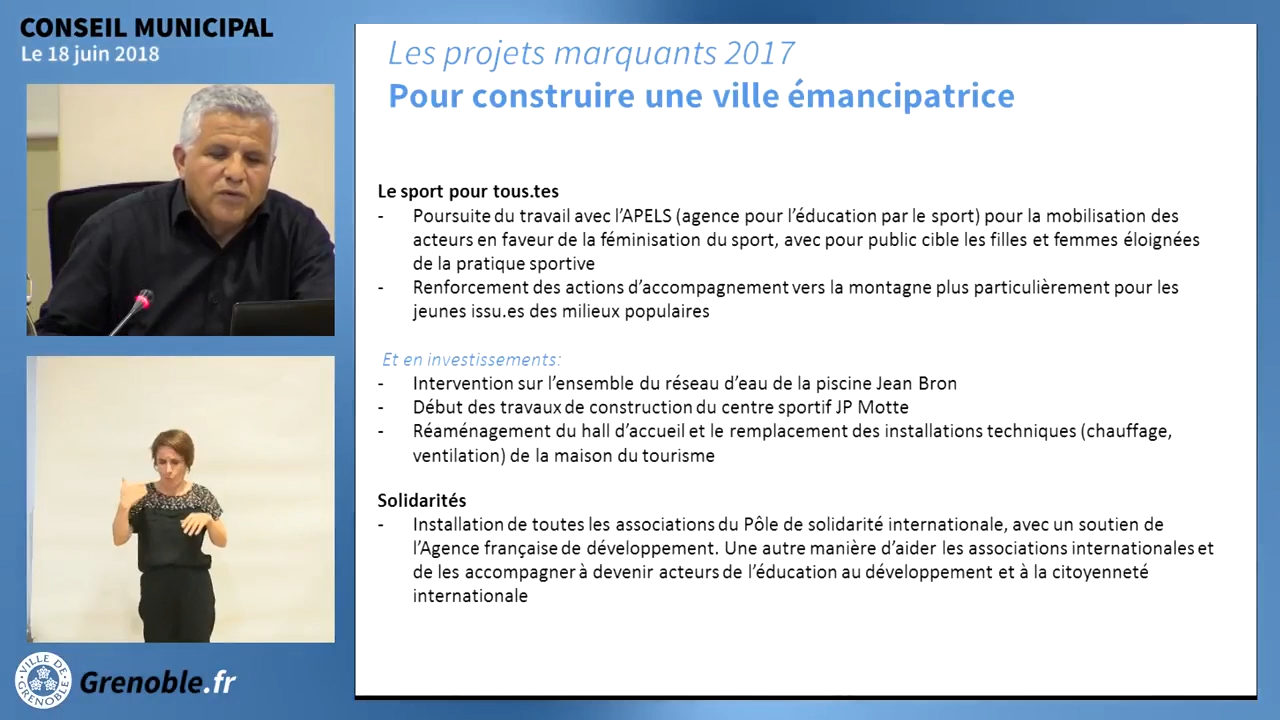 CONSEIL MUNICIPAL
Le 18 juin 2018
Les projets marquants 2017
Pour construire une ville émancipatrice
Le sport pour tous.tes
- Poursuite du travail avec l'APELS (agence pour l'éducation par le sport) pour la mobilisation des
acteurs en faveur de la féminisation du sport, avec pour public cible les filles et femmes éloignées
de la pratique sportive
- Renforcement des actions d'accompagnement vers la montagne plus particulièrement pour les
jeunes issu.es des milieux populaires
Et en investissements:
- Intervention sur l'ensemble du réseau d'eau de la piscine Jean Bron
- Début des travaux de construction du centre sportif JP Motte
- Réaménagement du hall d'accueil et le remplacement des installations techniques (chauffage,
ventilation) de la maison du tourisme
Solidarités
- Installation de toutes les associations du Pôle de solidarité internationale, avec un soutien de
l'Agence française de développement. Une autre manière d'aider les associations internationales et
de les accompagner à devenir acteurs de l'éducation au développement et à la citoyenneté
internationale
VILLE DE GRENOBLE
Grenoble.fr